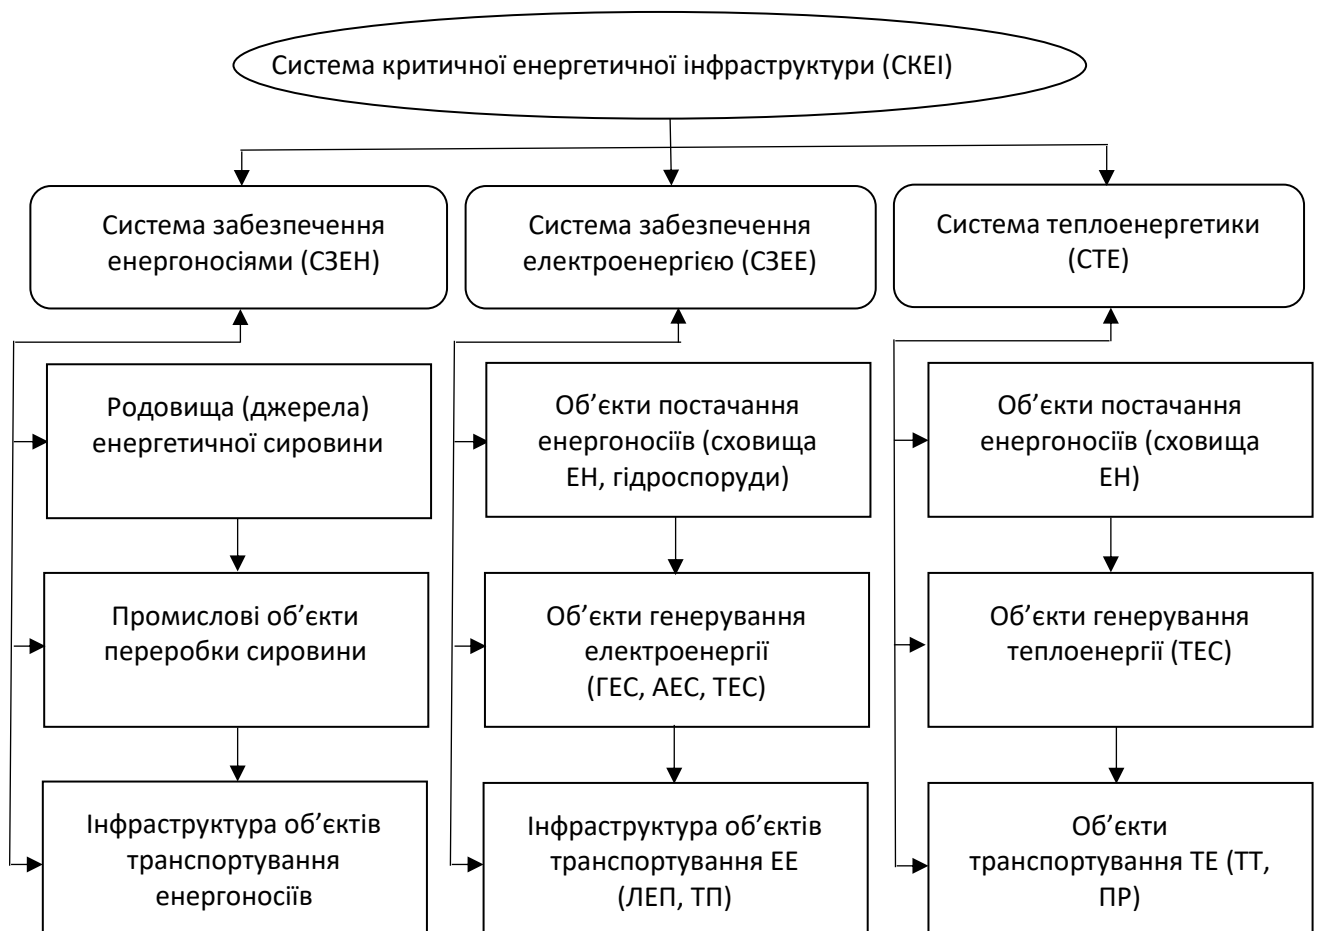 Система критичної енергетичної інфраструктури (СКЕІ)
Система забезпечення
енергоносіями (СЗЕН)
Система забезпечення
електроенергією (СЗЕЕ)
Система теплоенергетики
(СТЕ)
Родовища (джерела)
енергетичної сировини
Об’єкти постачання
енергоносіїв (сховища
ЕН, гідроспоруди)
Об’єкти постачання
енергоносіїв (сховища
ЕН)
Промислові об’єкти
переробки сировини
Об’єкти генерування
електроенергії
(ГЕС, АЕС, ТЕС)
Об’єкти генерування
теплоенергії (ТЕС)
Інфраструктура об’єктів
транспортування
енергоносіїв
Інфраструктура об’єктів
транспортування ЕЕ
(ЛЕП, ТП)
Об’єкти
транспортування ТЕ (ТТ,
ПР)